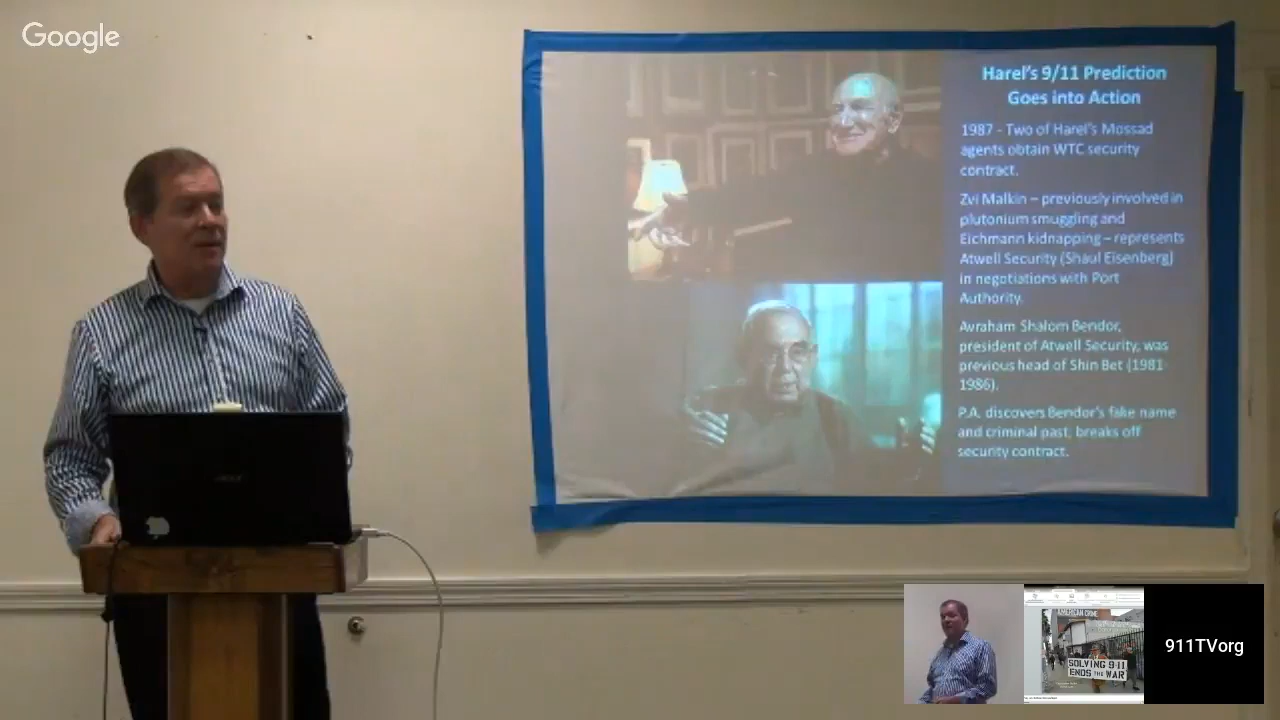 Google
Harel's 9/11 Prediction
Goes into Action
1987 - Two of Harel's Mossad
agents obtain WTC security
contract.
Zvi Malkin – previously involved in
plutonium smuggling and
Eichmann kidnapping – represents
Atwell Security (Shaul Eisenberg)
in negotiations with Port
Authority.
Avraham Shalom Bendor,
president of Atwell Security, was
previous head of Shin Bet (1981-
1986).
P.A. discovers Bendor's fake name
and criminal past, breaks off
security contract.
acer
AMERICAN CRIME
SOLVING 9-11
ENDS THE WAR
911TVorg